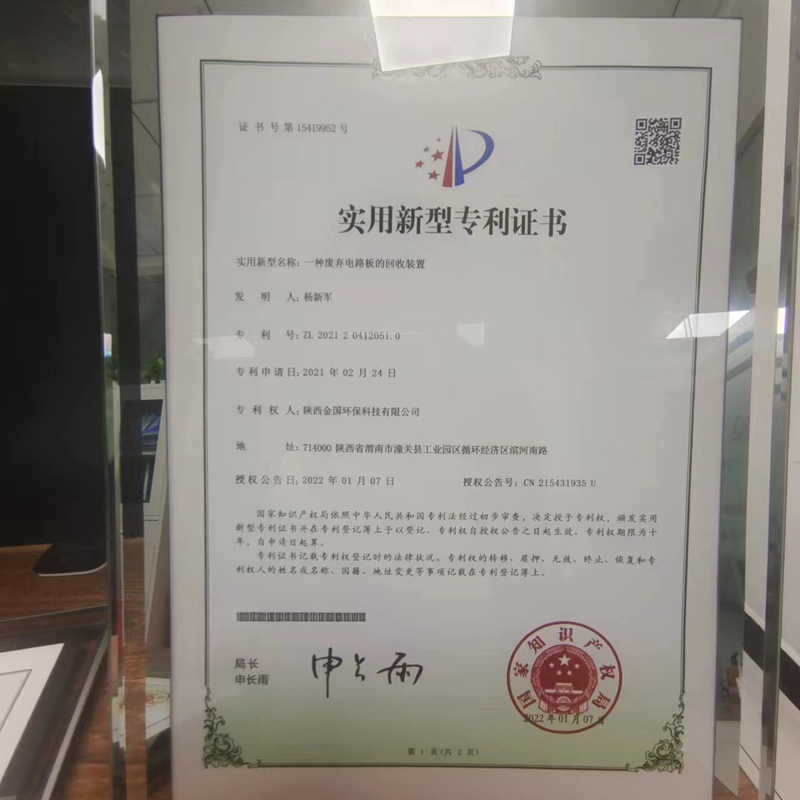 证书号第15419952号
实用新型专利证书
实用新型名称：一种废弃电路板的回收装置
发明人：杨新军
专利号：ZL 2021 2 0412051.0
专利申请日：2021年02月24日
专利权人：陕西金国环保科技有限公司
地址：714000 陕西省渭南市潼关县工业园区循环经济区滨河南路
授权公告日：2022年01月07日 授权公告号：CN 215431935 U
国家知识产权局依照中华人民共和国专利法经过初步审查，决定授予专利权，颁发实用
新型专利证书并在专利登记簿上予以登记。专利权自授权公告之日起生效。专利权期限为十
年，自申请日起算。
专利证书记载专利权登记时的法律状况。专利权的转移、质押、无效、终止、恢复和专
利权人的姓名或名称、国籍、地址变更等事项记载在专利登记簿上。
局长
申长雨
申长雨
国家知识产权局
2022年01月07日
第1页(共2页)